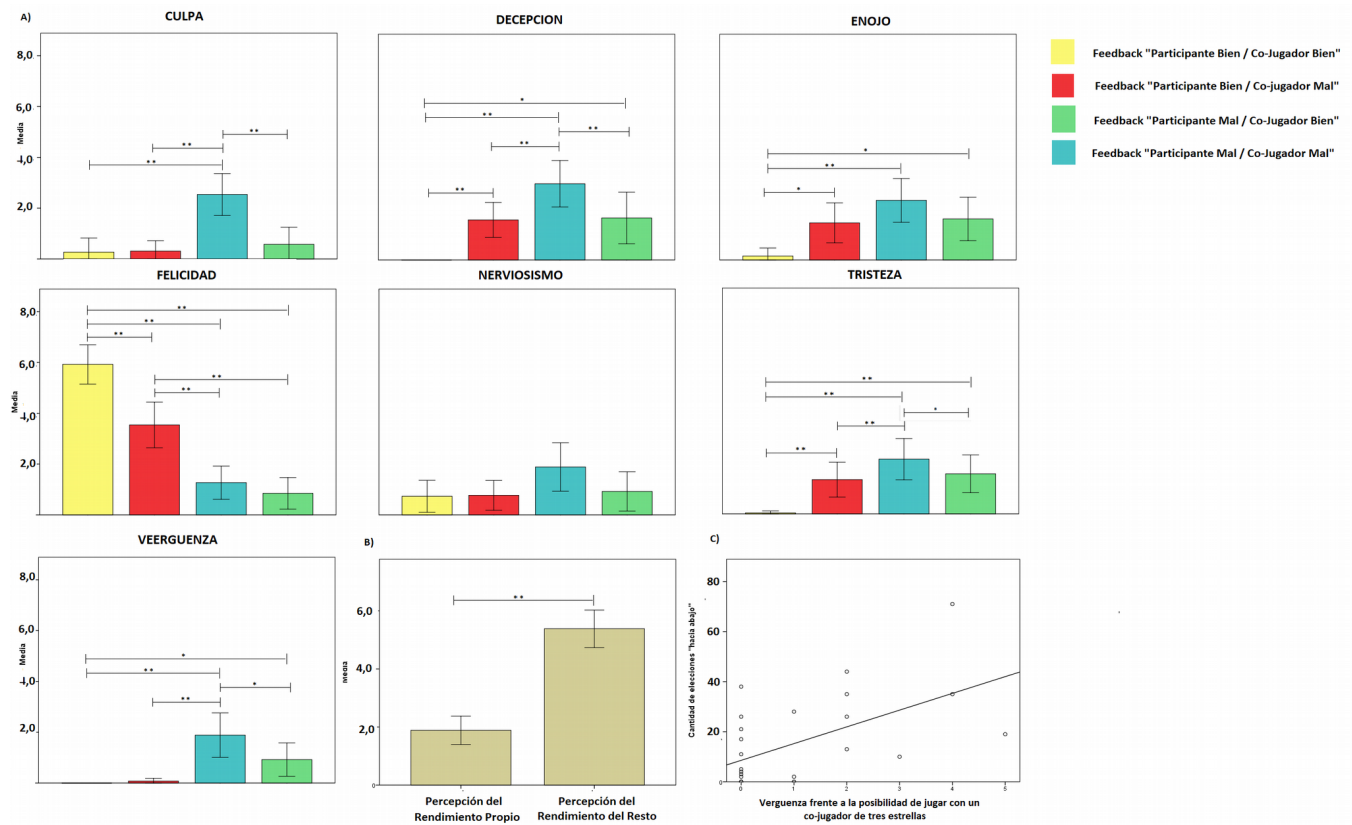 A)
CULPA
DECEPCION
ENOJO
Media
8,0
6,0
4,0
2,0
**
**
**
*
**
**
**
**
*
**
*
Feedback "Participante Bien / Co-Jugador Bien"
Feedback "Participante Bien / Co-jugador Mal"
Feedback "Participante Mal / Co-Jugador Bien"
Feedback "Participante Mal / Co-Jugador Mal"
FELICIDAD
NERVIOSISMO
TRISTEZA
Media
8,0
6,0
4,0
2,0
**
**
**
**
**
**
**
*
**
**
VEERGUENZA
Media
8,0
6,0
4,0
2,0
*
**
*
**
B)
Media
6,0
4,0
2,0
0
**
Percepción del
Rendimiento Propio
Percepción del
Rendimiento del Resto
C)
Cantidad de elecciones "hacia abajo"
80
60
40
20
0
0 1 2 3 4 5
Verguenza frente a la posibilidad de jugar con un
co-jugador de tres estrellas